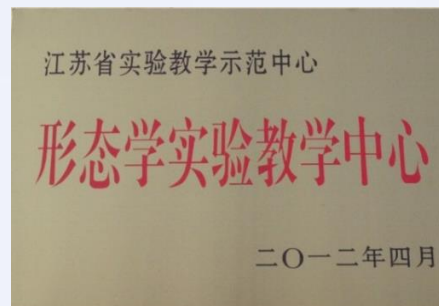 江苏省实验教学示范中心
形态学实验教学中心
二〇一二年四月